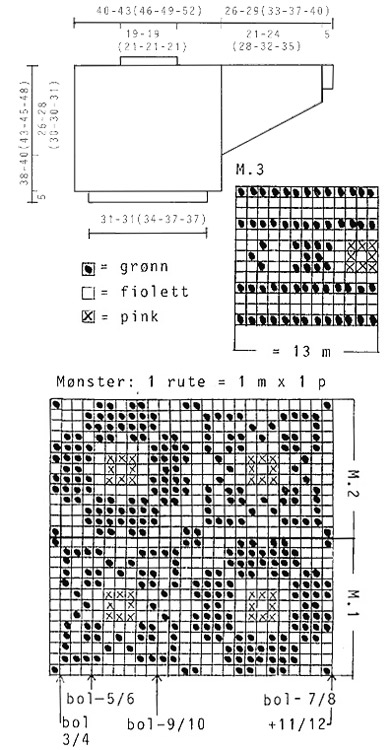 40-43(46-49-52)
26-29(33-37-40)
19-19
(21-21-21)
21-24
(28-32-35)
5
38-40(43-45-48)
26-28
(30-30-31)
5
31-31(34-37-37)
M.3
= grønn
= fiolett
= pink
= 13 m
Mønster: 1 rute = 1 m x 1 p
M.2
M.1
bol-5/6
bol-7/8
bol
3/4
bol-9/10
+11/12